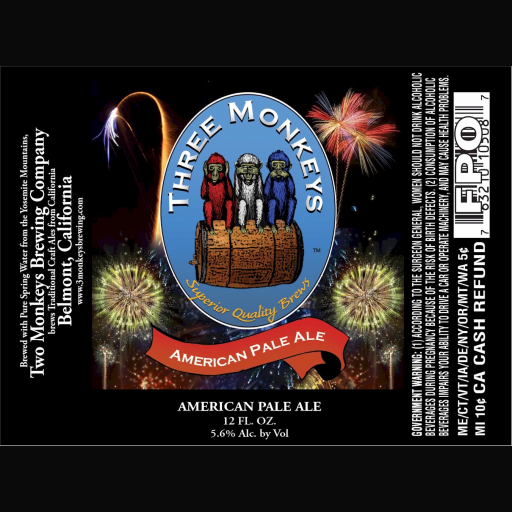 Brewed with Pure Spring Water from the Yosemite Mountains,
Two Monkeys Brewing Company
brews Traditional Craft Ales from California
Belmont, California
www.3monkeysbrewing.com
THREE MONKEYS
™
Superior Quality Brews
AMERICAN PALE ALE
AMERICAN PALE ALE
12 FL. OZ.
5.6% Alc. by Vol
GOVERNMENT WARNING: (1) ACCORDING TO THE SURGEON GENERAL, WOMEN SHOULD NOT DRINK ALCOHOLIC
BEVERAGES DURING PREGNANCY BECAUSE OF THE RISK OF BIRTH DEFECTS. (2) CONSUMPTION OF ALCOHOLIC
BEVERAGES IMPAIRS YOUR ABILITY TO DRIVE A CAR OR OPERATE MACHINERY, AND MAY CAUSE HEALTH PROBLEMS.
ME/CT/VT/IA/DE/NY/OR/MT/WA 5¢
MI 10¢ CA CASH REFUND
FPO
7 63210 10508 7